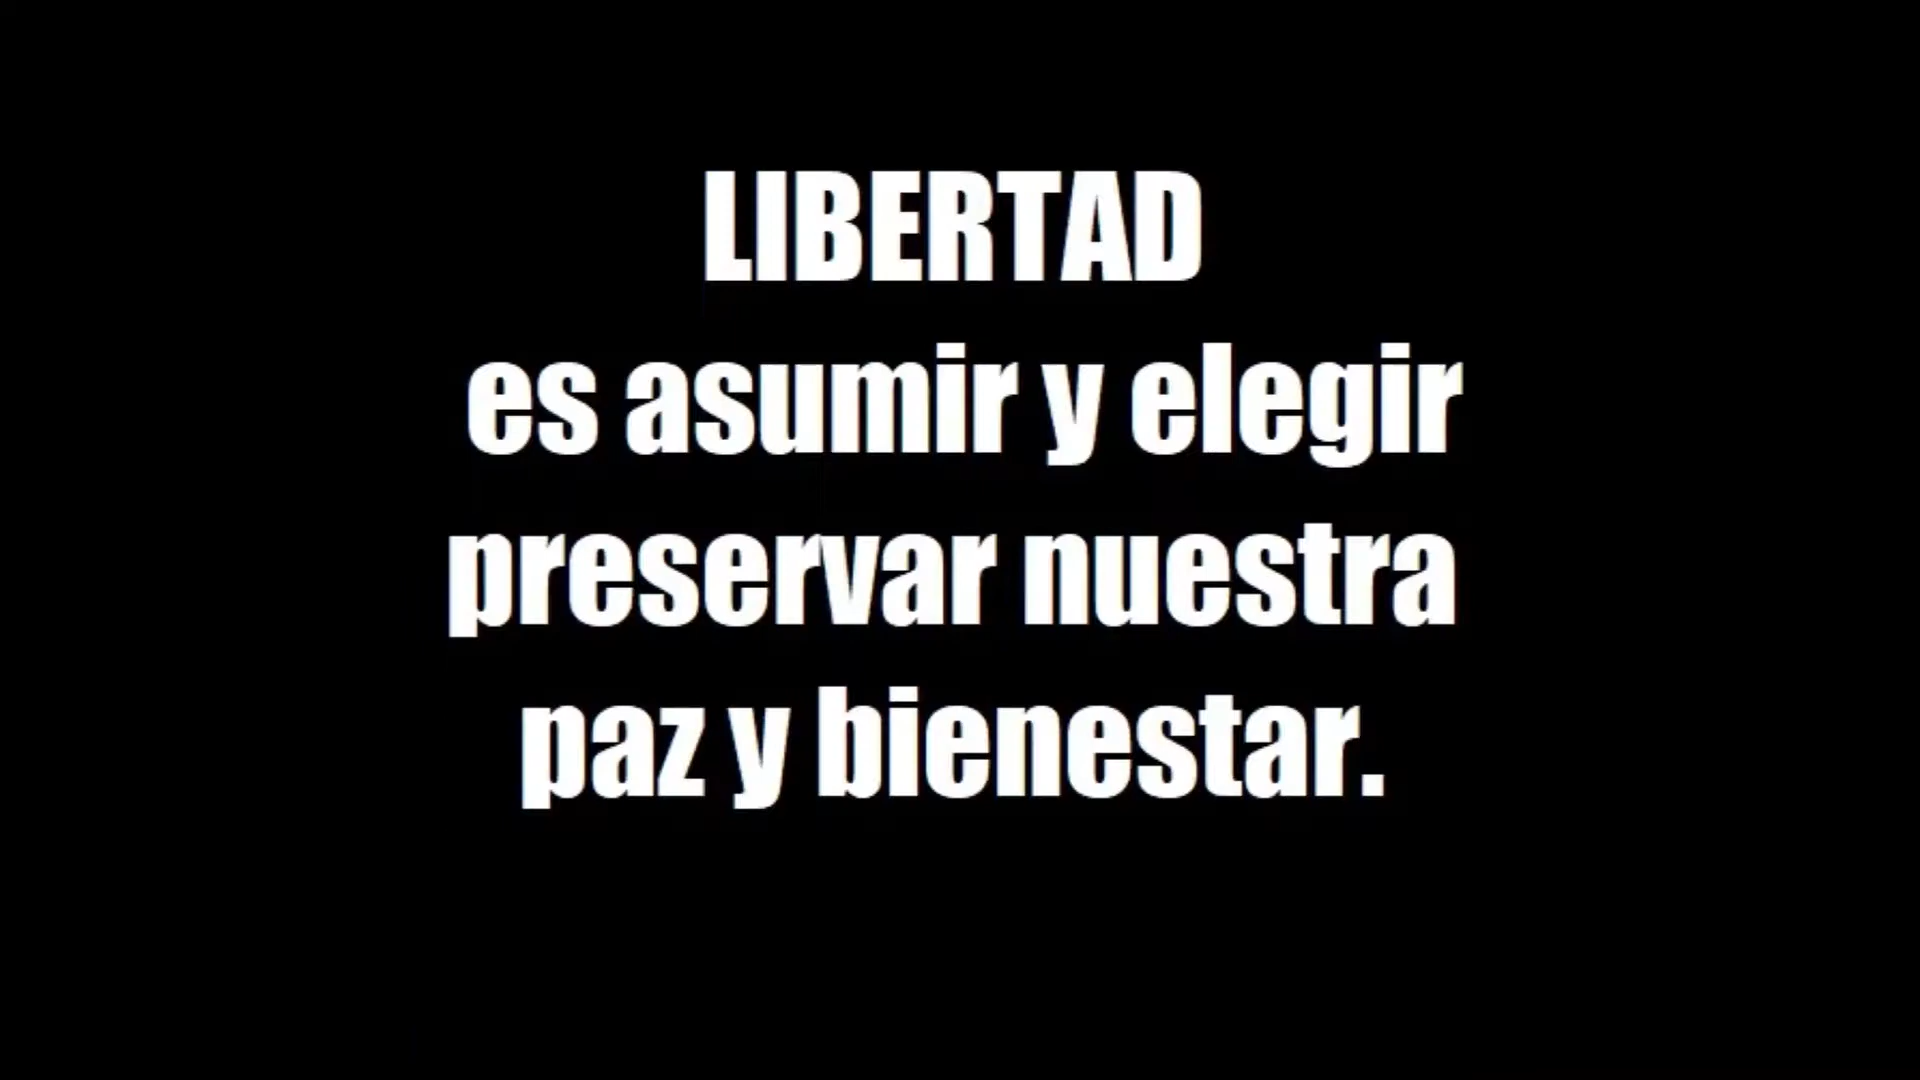 LIBERTAD
es asumir y elegir
preservar nuestra
paz y bienestar.